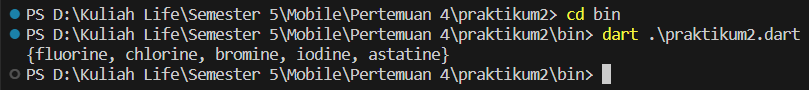 PS D:\Kuliah Life\Semester 5\Mobile\Pertemuan 4\praktikum2> cd bin
PS D:\Kuliah Life\Semester 5\Mobile\Pertemuan 4\praktikum2\bin> dart .\praktikum2.dart
{fluorine, chlorine, bromine, iodine, astatine}
PS D:\Kuliah Life\Semester 5\Mobile\Pertemuan 4\praktikum2\bin>